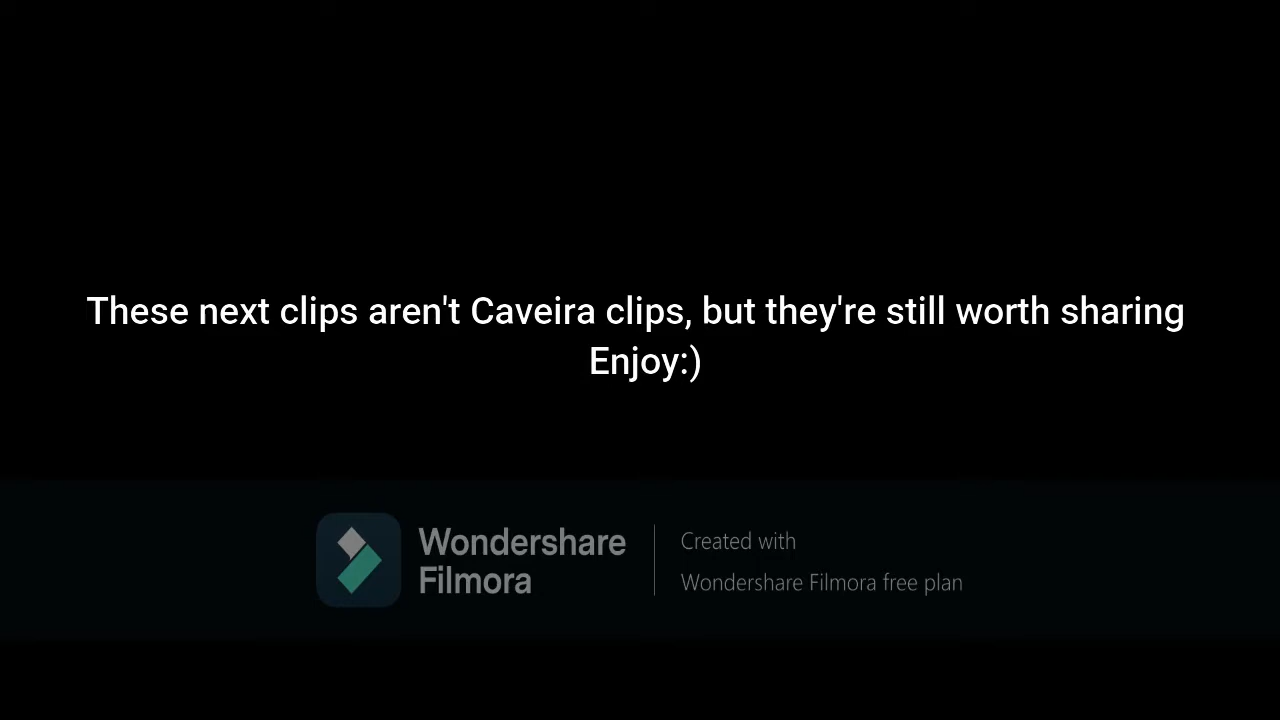 These next clips aren't Caveira clips, but they're still worth sharing
Enjoy:)
Wondershare
Filmora
Created with
Wondershare Filmora free plan